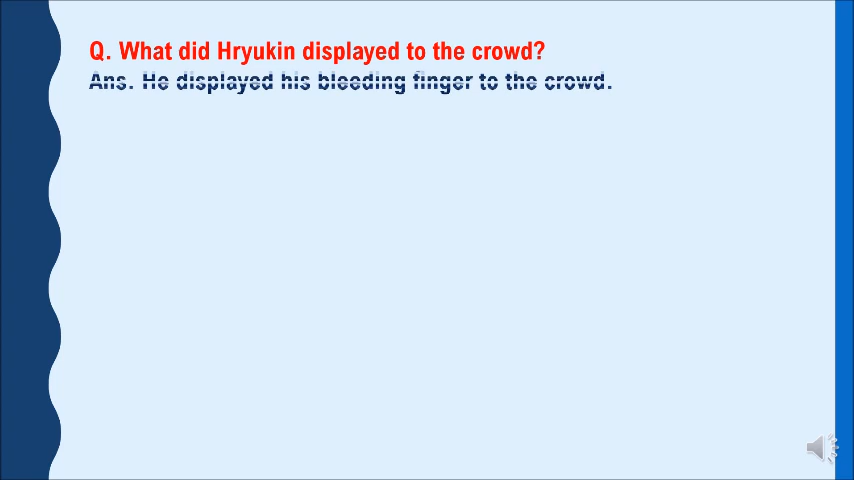 Q. What did Hryukin displayed to the crowd?
Ans. He displayed his bleeding finger to the crowd.